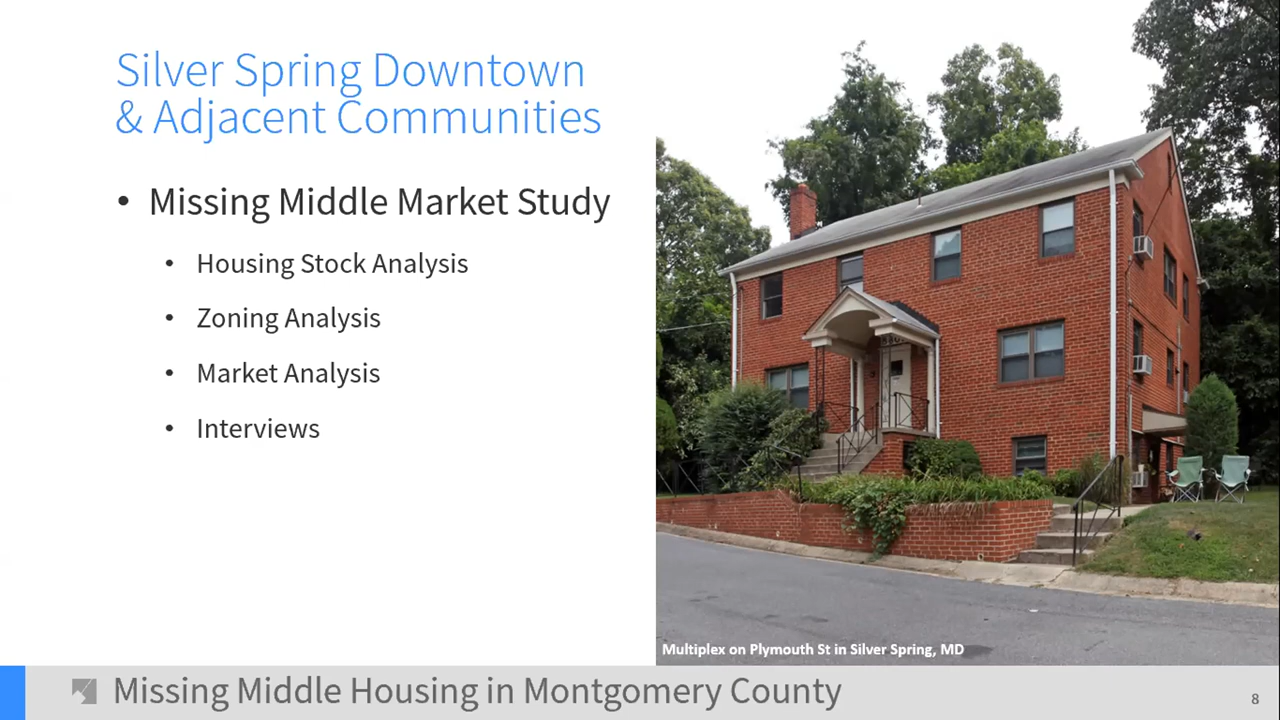 Silver Spring Downtown
& Adjacent Communities
• Missing Middle Market Study
• Housing Stock Analysis
• Zoning Analysis
• Market Analysis
• Interviews
Multiplex on Plymouth St in Silver Spring, MD
Missing Middle Housing in Montgomery County
8